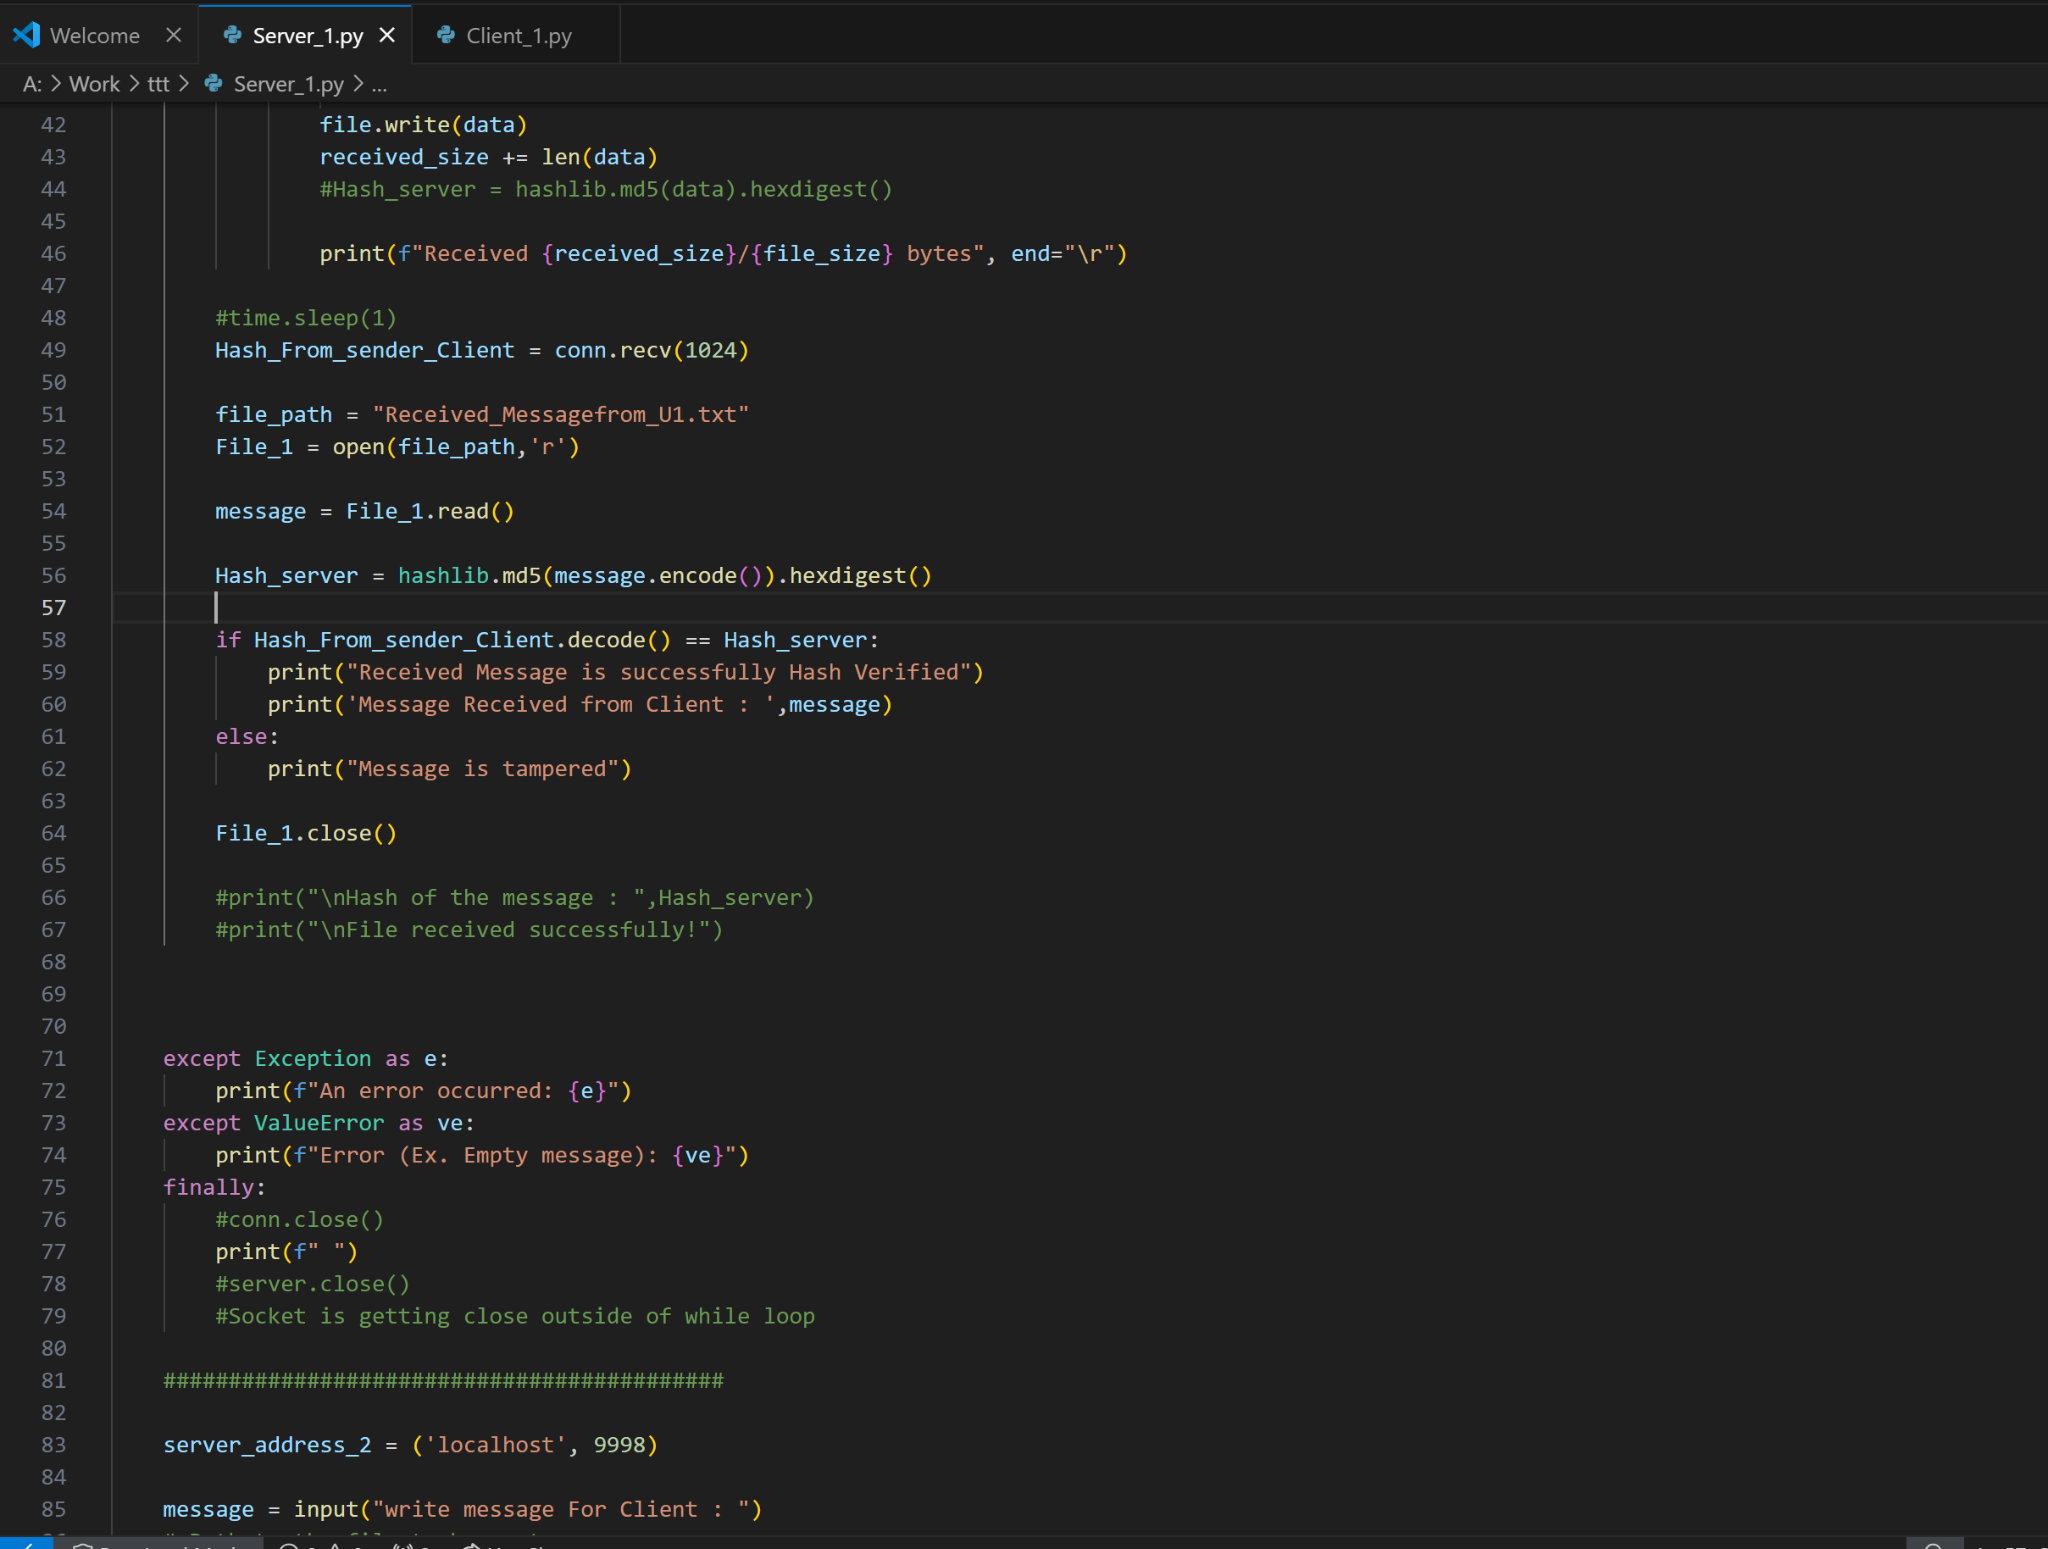 Welcome
Server_1.py
Client_1.py
A: > Work > ttt > Server_1.py > ...
42 file.write(data)
43 received_size += len(data)
44 #Hash_server = hashlib.md5(data).hexdigest()
45
46 print(f"Received {received_size}/{file_size} bytes", end="\r")
47
48 #time.sleep(1)
49 Hash_From_sender_Client = conn.recv(1024)
50
51 file_path = "Received_Messagefrom_U1.txt"
52 File_1 = open(file_path,'r')
53
54 message = File_1.read()
55
56 Hash_server = hashlib.md5(message.encode()).hexdigest()
57
58 if Hash_From_sender_Client.decode() == Hash_server:
59 print("Received Message is successfully Hash Verified")
60 print('Message Received from Client : ',message)
61 else:
62 print("Message is tampered")
63
64 File_1.close()
65
66 #print("\nHash of the message : ",Hash_server)
67 #print("\nFile received successfully!")
68
69
70
71 except Exception as e:
72 print(f"An error occurred: {e}")
73 except ValueError as ve:
74 print(f"Error (Ex. Empty message): {ve}")
75 finally:
76 #conn.close()
77 print(f" ")
78 #server.close()
79 #Socket is getting close outside of while loop
80
81 ###########################################
82
83 server_address_2 = ('localhost', 9998)
84
85 message = input("write message For Client : ")